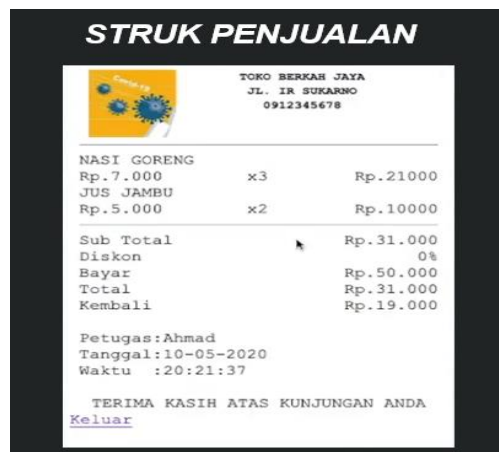 STRUK PENJUALAN
Covid-19
TOKO BERKAH JAYA
JL. IR SUKARNO
0912345678
NASI GORENG
Rp.7.000 x3 Rp.21000
JUS JAMBU
Rp.5.000 x2 Rp.10000
Sub Total Rp.31.000
Diskon 0%
Bayar Rp.50.000
Total Rp.31.000
Kembali Rp.19.000
Petugas:Ahmad
Tanggal:10-05-2020
Waktu :20:21:37
TERIMA KASIH ATAS KUNJUNGAN ANDA
Keluar